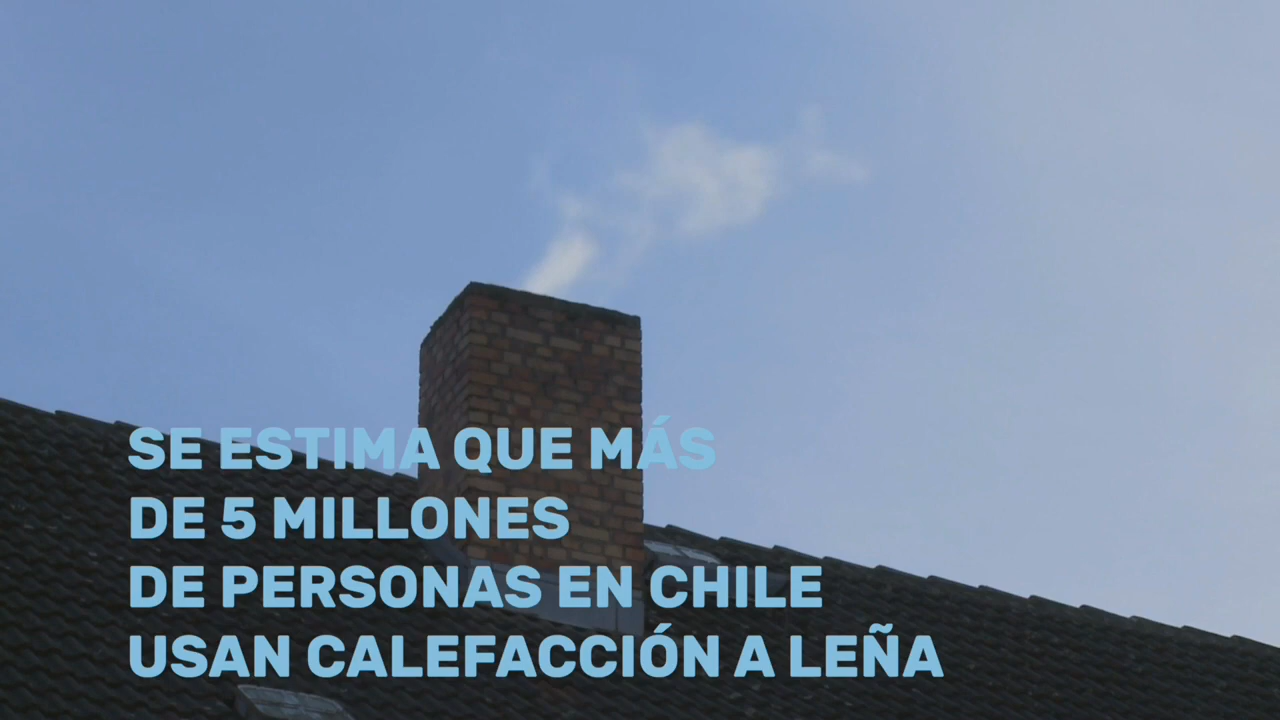 SE ESTIMA QUE MÁS
DE 5 MILLONES
DE PERSONAS EN CHILE
USAN CALEFACCIÓN A LEÑA